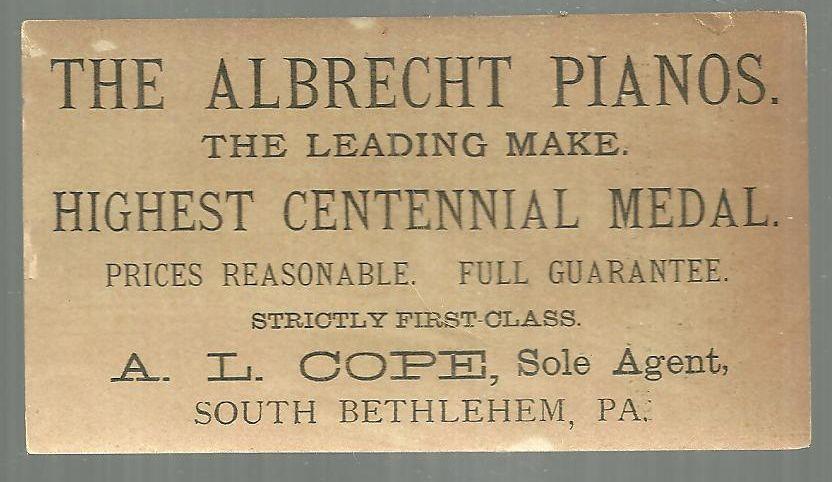 THE ALBRECHT PIANOS.
THE LEADING MAKE.
HIGHEST CENTENNIAL MEDAL.
PRICES REASONABLE. FULL GUARANTEE.
STRICTLY FIRST-CLASS.
A. L. COPE, Sole Agent,
SOUTH BETHLEHEM, PA.